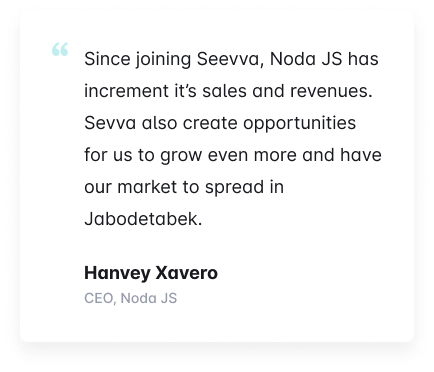 “
Since joining Seevva, Noda JS has
increment it’s sales and revenues.
Sevva also create opportunities
for us to grow even more and have
our market to spread in
Jabodetabek.
Hanvey Xavero
CEO, Noda JS